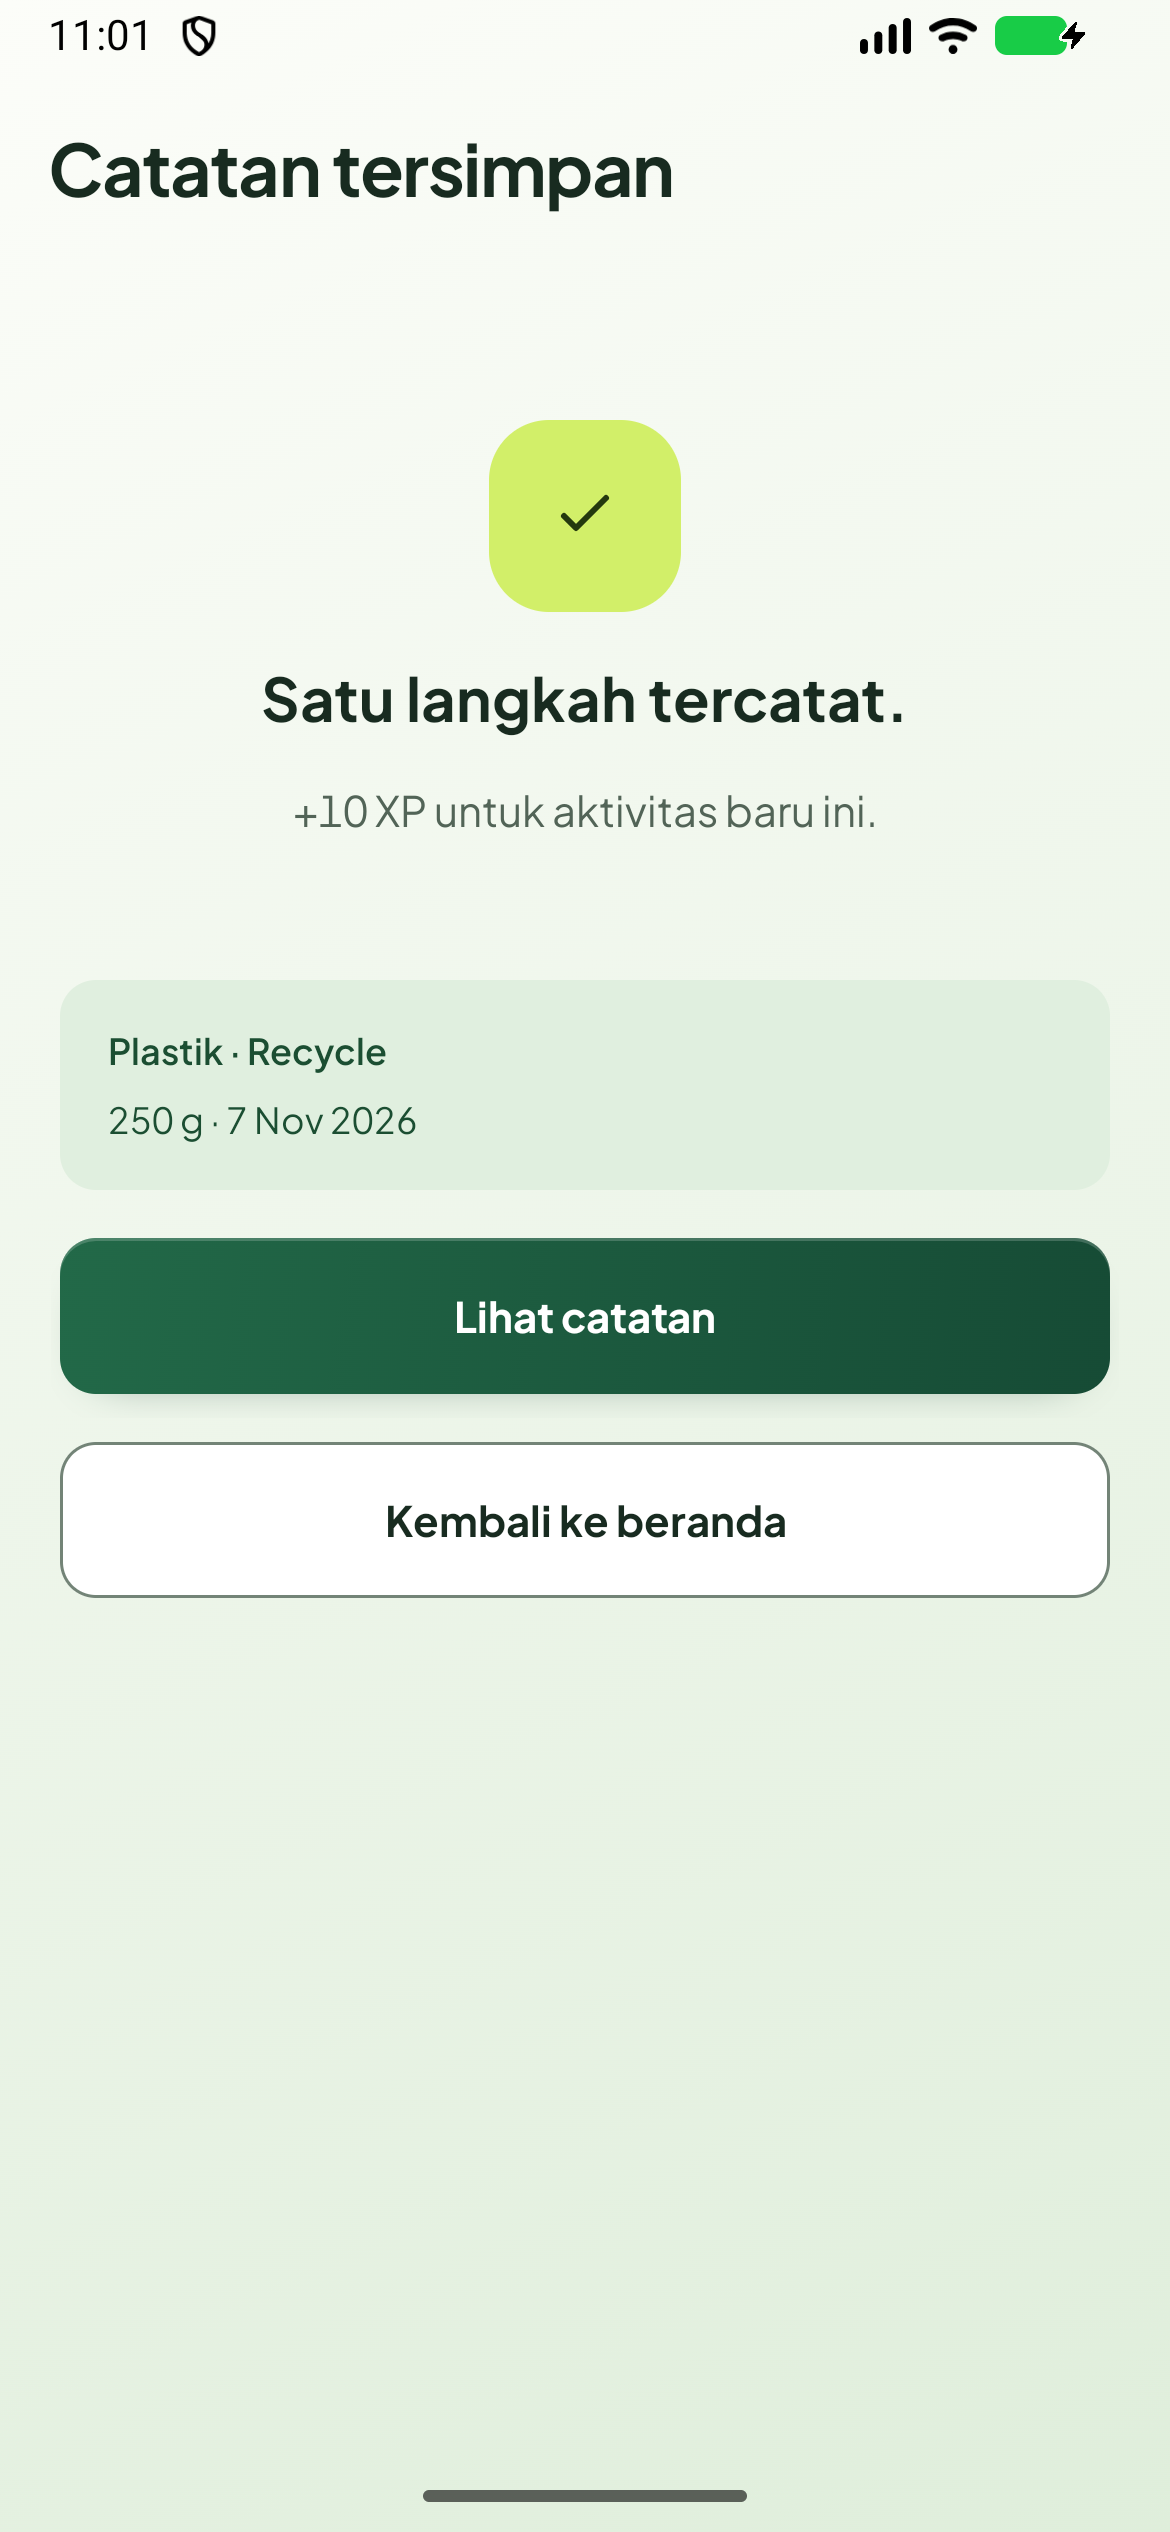 11:01
Catatan tersimpan
Satu langkah tercatat.
+10 XP untuk aktivitas baru ini.
Plastik · Recycle
250 g · 7 Nov 2026
Lihat catatan
Kembali ke beranda